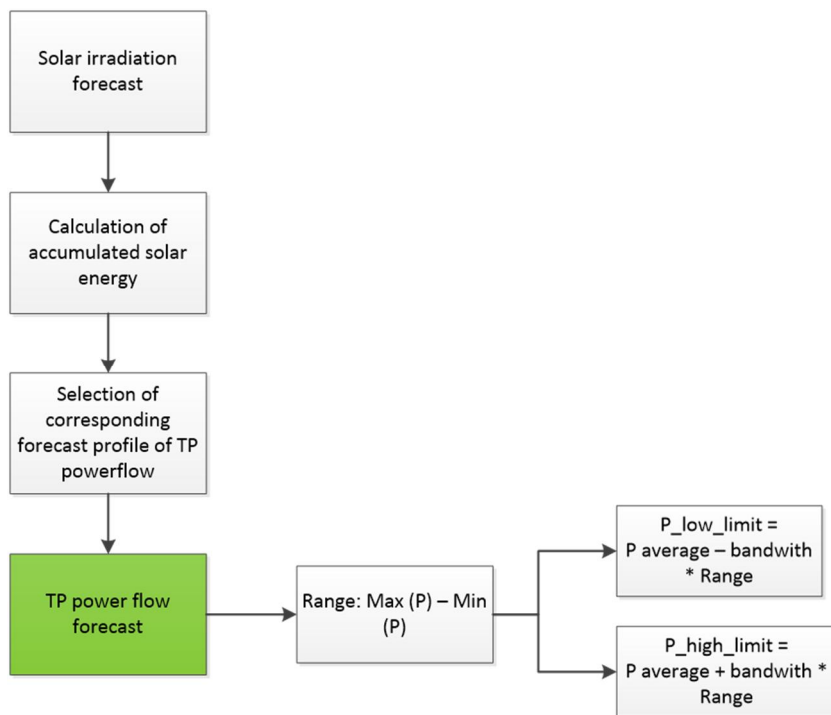 Solar irradiation
forecast
Calculation of
accumulated solar
energy
Selection of
corresponding
forecast profile of TP
powerflow
TP power flow
forecast
Range: Max (P) – Min
(P)
P_low_limit =
P average – bandwith
* Range
P_high_limit =
P average + bandwith *
Range